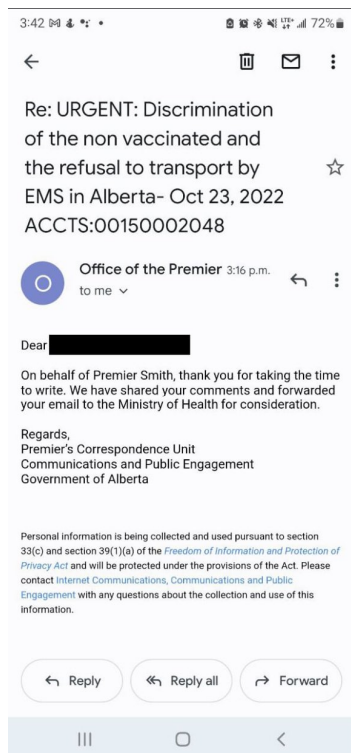 3:42
LTE+ 72%
Re: URGENT: Discrimination
of the non vaccinated and
the refusal to transport by
EMS in Alberta- Oct 23, 2022
ACCTS:00150002048
O
Office of the Premier 3:16 p.m.
to me
Dear
On behalf of Premier Smith, thank you for taking the time
to write. We have shared your comments and forwarded
your email to the Ministry of Health for consideration.
Regards,
Premier's Correspondence Unit
Communications and Public Engagement
Government of Alberta
Personal information is being collected and used pursuant to section
33(c) and section 39(1)(a) of the Freedom of Information and Protection of
Privacy Act and will be protected under the provisions of the Act. Please
contact Internet Communications, Communications and Public
Engagement with any questions about the collection and use of this
information.
Reply
Reply all
Forward